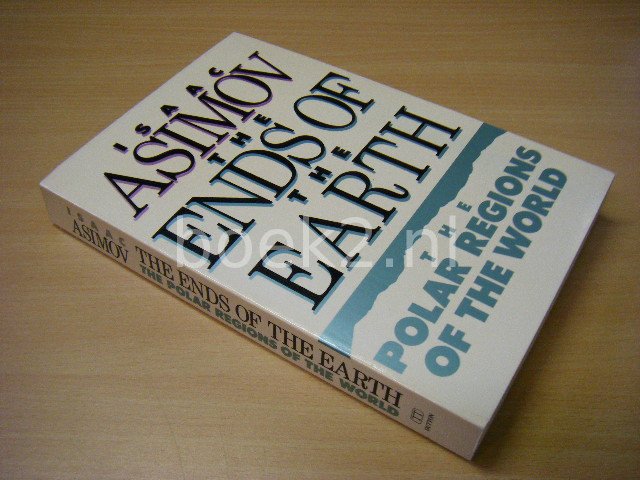 ISAAC
ASIMOV
THE
ENDS OF
THE
EARTH
THE
POLAR REGIONS
OF THE WORLD
book2.nl
ISAAC
ASIMOV
THE ENDS OF THE EARTH
THE POLAR REGIONS OF THE WORLD
DUTTON